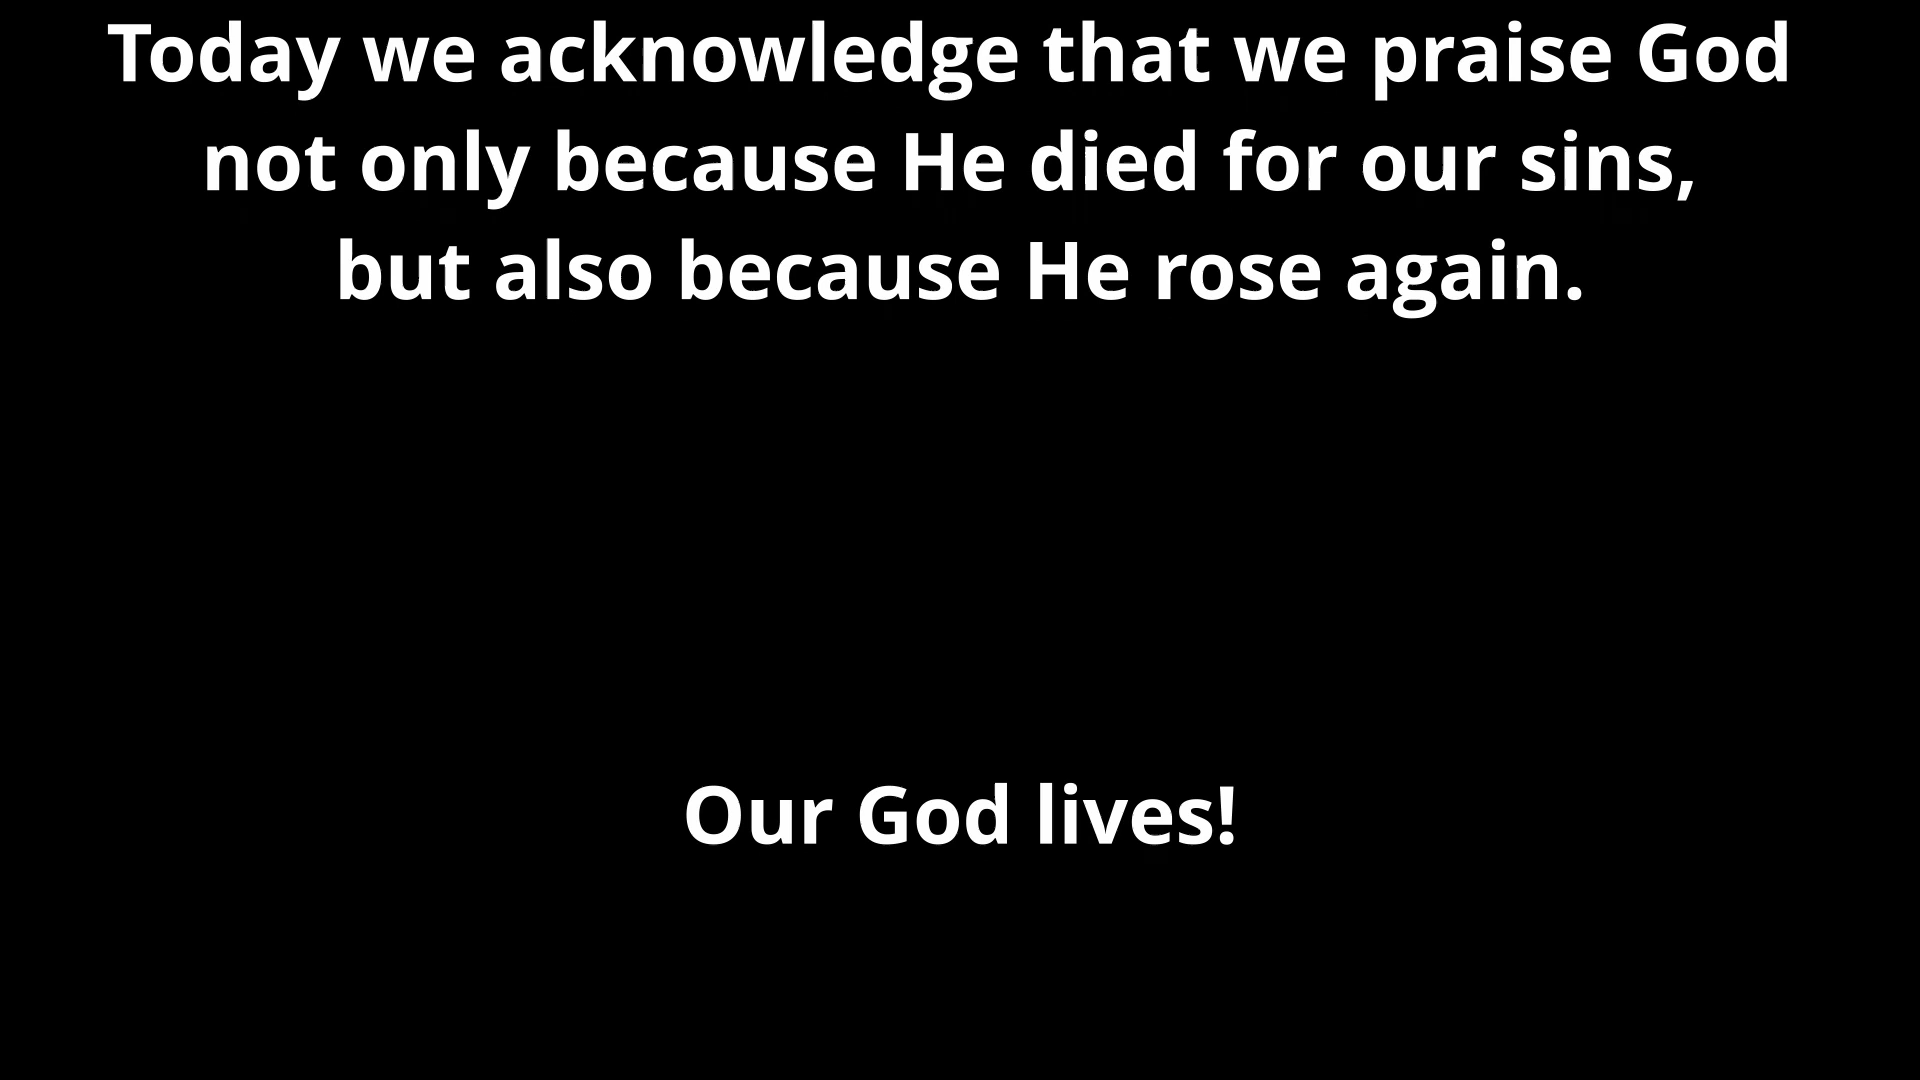 Today we acknowledge that we praise God
not only because He died for our sins,
but also because He rose again.
Our God lives!